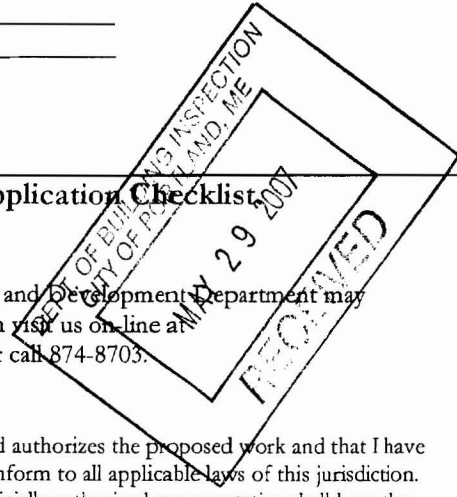 pplication Checklist.
and Development Department may
n visit us on-line at
r call 874-8703.
DEPT. OF BUILDING INSPECTION
CITY OF PORTLAND, ME
MAY 29 2007
RECEIVED
d authorizes the proposed work and that I have
nform to all applicable laws of this jurisdiction.